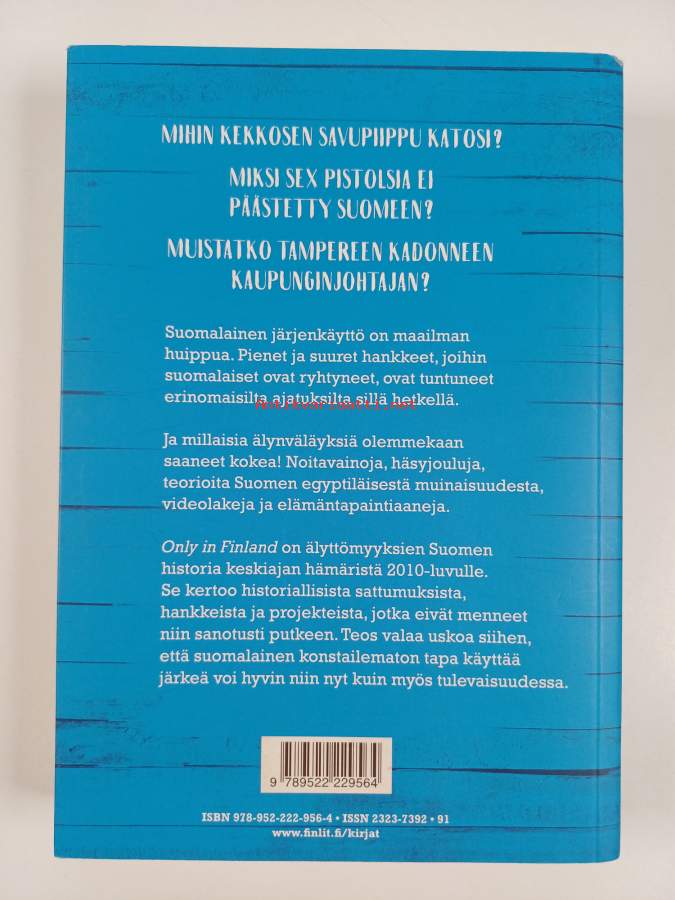 MIHIN KEKKOSEN SAVUPIIPPU KATOSI?
MIKSI SEX PISTOLSIA EI
PÄÄSTETTY SUOMEEN?
MUISTATKO TAMPEREEN KADONNEEN
KAUPUNGINJOHTAJAN?
Suomalainen järjenkäyttö on maailman
huippua. Pienet ja suuret hankkeet, joihin
suomalaiset ovat ryhtyneet, ovat tuntuneet
erinomaisilta ajatuksilta sillä hetkellä.
Antikvariaatti.net
Ja millaisia älynväläyksiä olemmekaan
saaneet kokea! Noitavainoja, häsyjouluja,
teorioita Suomen egyptiläisestä muinaisuudesta,
videolakeja ja elämäntapaintiaaneja.
Only in Finland on älyttömyyksien Suomen
historia keskiajan hämäristä 2010-luvulle.
Se kertoo historiallisista sattumuksista,
hankkeista ja projekteista, jotka eivät menneet
niin sanotusti putkeen. Teos valaa uskoa siihen,
että suomalainen konstailematon tapa käyttää
järkeä voi hyvin niin nyt kuin myös tulevaisuudessa.
9 789522 229564
ISBN 978-952-222-956-4 • ISSN 2323-7392 • 91
www.finlit.fi/kirjat